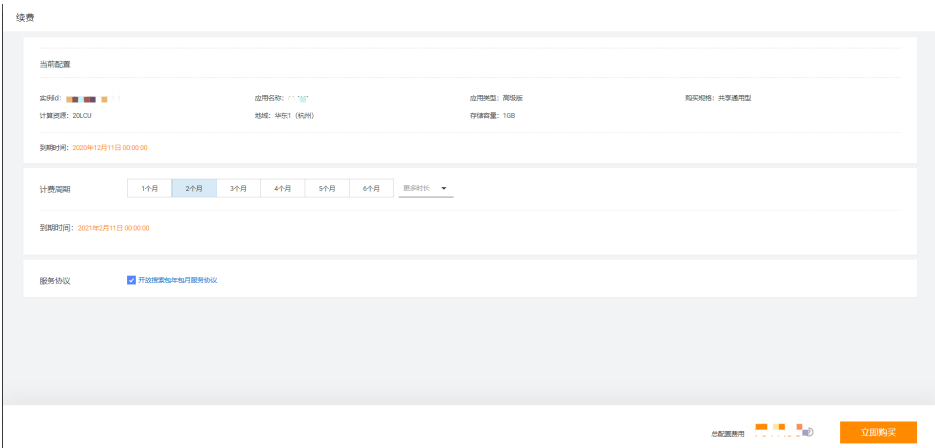 续费
当前配置
实例Id:
应用名称:
应用类型: 高级版
购买规格: 共享通用型
计算资源: 20LCU
地域: 华东1（杭州）
存储容量: 1GB
到期时间: 2020年12月11日 00:00:00
计费周期
1个月
2个月
3个月
4个月
5个月
6个月
更多时长
到期时间: 2021年2月11日 00:00:00
服务协议
开放搜索包年包月服务协议
总配置费用
立即购买